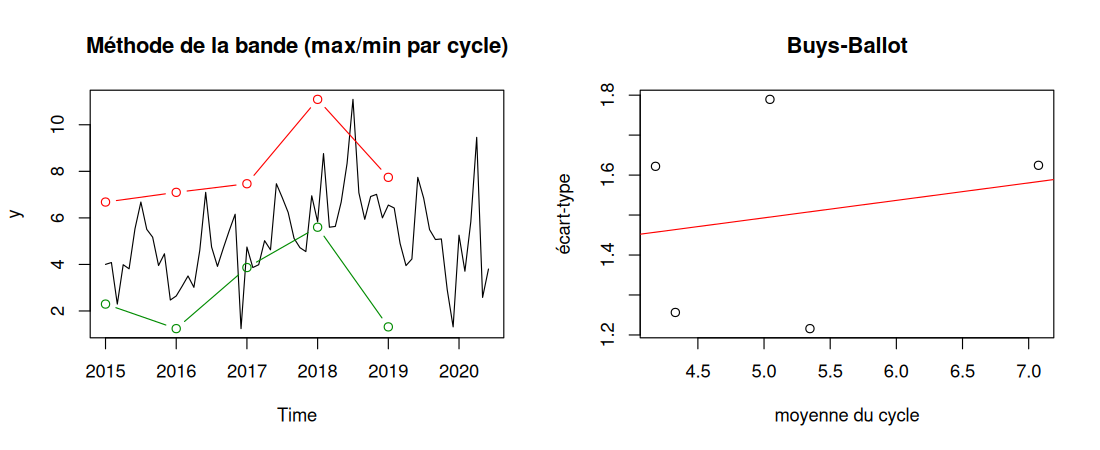 Méthode de la bande (max/min par cycle)
y
10
8
6
4
2
2015 2016 2017 2018 2019 2020
Time
Buys-Ballot
écart-type
1.8
1.6
1.4
1.2
4.5 5.0 5.5 6.0 6.5 7.0
moyenne du cycle